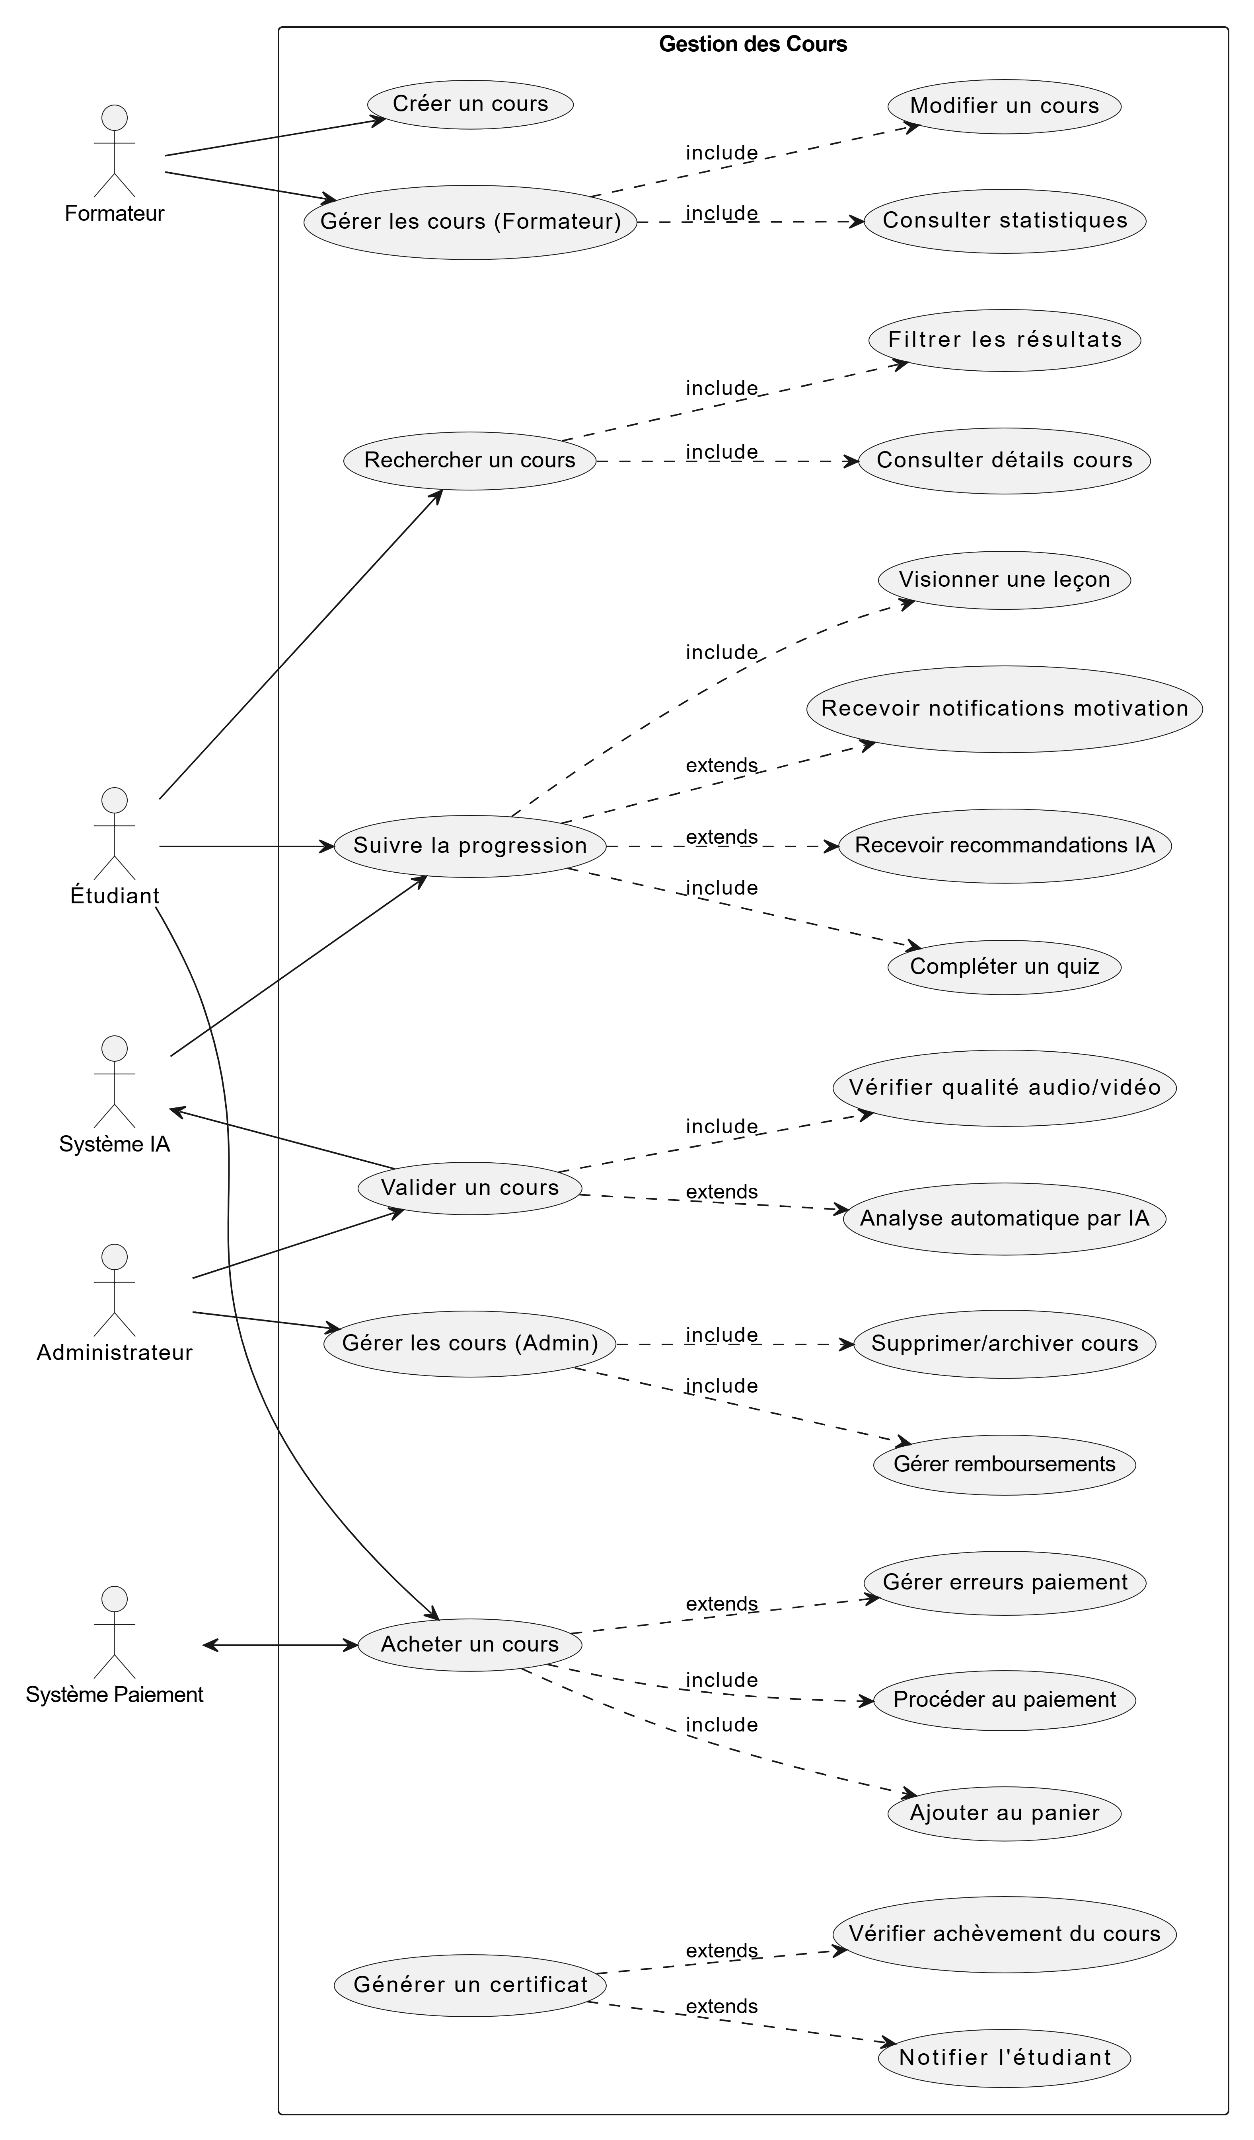 Gestion des Cours
Créer un cours
Modifier un cours
include
Formateur
Gérer les cours (Formateur)
include
Consulter statistiques
Filtrer les résultats
include
Rechercher un cours
include
Consulter détails cours
Visionner une leçon
include
Recevoir notifications motivation
extends
Étudiant
Suivre la progression
extends
Recevoir recommandations IA
include
Compléter un quiz
Système IA
Vérifier qualité audio/vidéo
include
Valider un cours
extends
Analyse automatique par IA
Administrateur
Gérer les cours (Admin)
include
Supprimer/archiver cours
include
Gérer remboursements
Gérer erreurs paiement
extends
Système Paiement
Acheter un cours
include
Procéder au paiement
include
Ajouter au panier
Vérifier achèvement du cours
extends
Générer un certificat
extends
Notifier l'étudiant